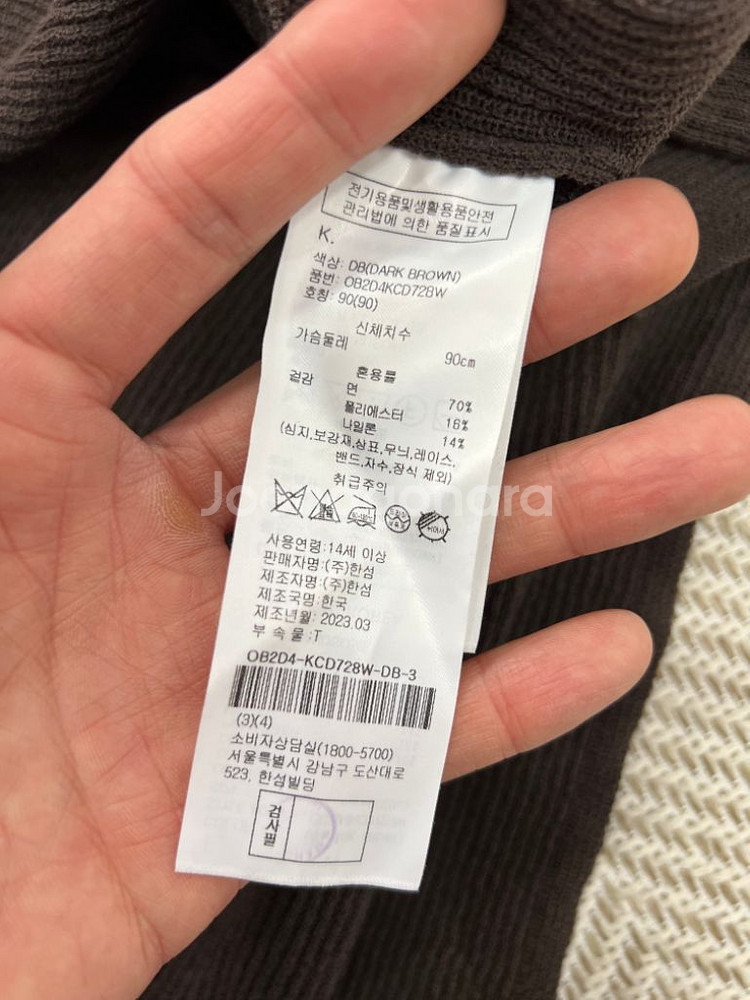 전기용품및생활용품안전
관리법에 의한 품질표시
K.
색상: DB(DARK BROWN)
품번: OB2D4KCD728W
호칭: 90(90)
신체치수
가슴둘레 90cm
혼용률
겉감 면 70%
폴리에스터 16%
나일론 14%
(심지,보강재,상표,무늬,레이스,
밴드,자수,장식 제외)
취급주의
사용연령:14세 이상
판매자명:(주)한섬
제조자명:(주)한섬
제조국명:한국
제조년월: 2023.03
부 속 물 :T
OB2D4-KCD728W-DB-3
(3)(4)
소비자상담실(1800-5700)
서울특별시 강남구 도산대로
523, 한섬빌딩
검사필